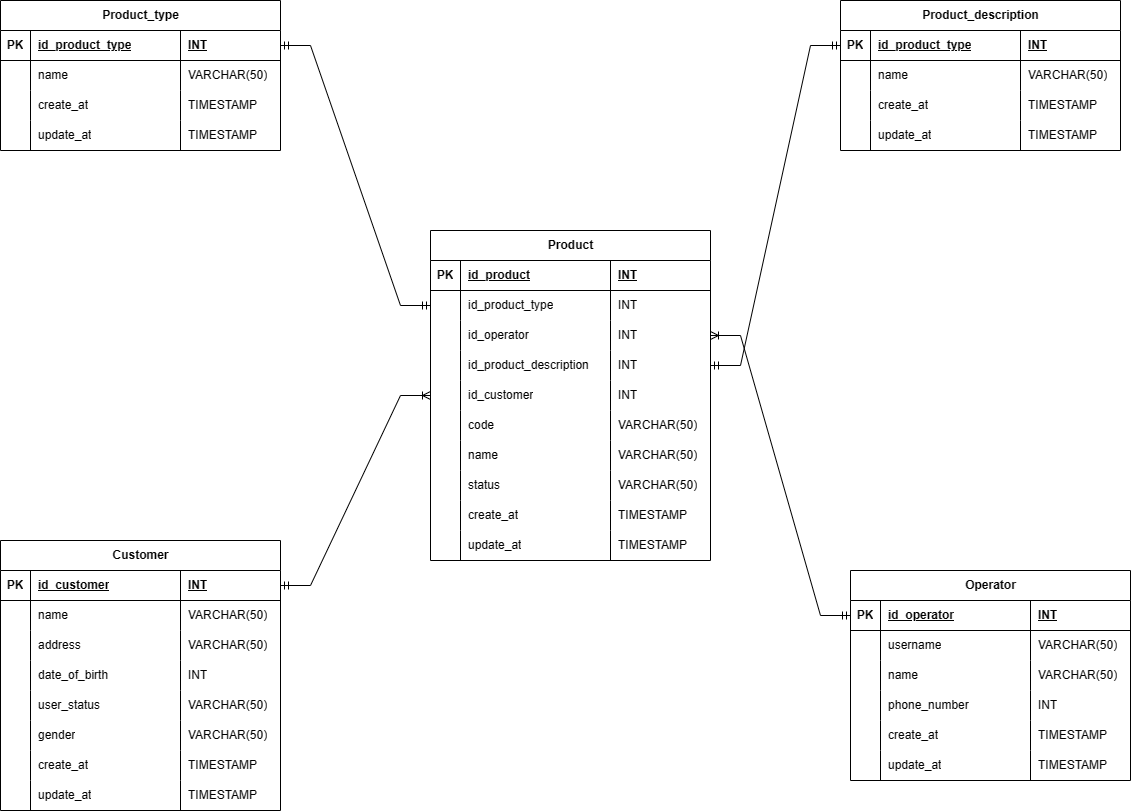 Product_type
PK id_product_type INT
name VARCHAR(50)
create_at TIMESTAMP
update_at TIMESTAMP
Product_description
PK id_product_type INT
name VARCHAR(50)
create_at TIMESTAMP
update_at TIMESTAMP
Product
PK id_product INT
id_product_type INT
id_operator INT
id_product_description INT
id_customer INT
code VARCHAR(50)
name VARCHAR(50)
status VARCHAR(50)
create_at TIMESTAMP
update_at TIMESTAMP
Customer
PK id_customer INT
name VARCHAR(50)
address VARCHAR(50)
date_of_birth INT
user_status VARCHAR(50)
gender VARCHAR(50)
create_at TIMESTAMP
update_at TIMESTAMP
Operator
PK id_operator INT
username VARCHAR(50)
name VARCHAR(50)
phone_number INT
create_at TIMESTAMP
update_at TIMESTAMP